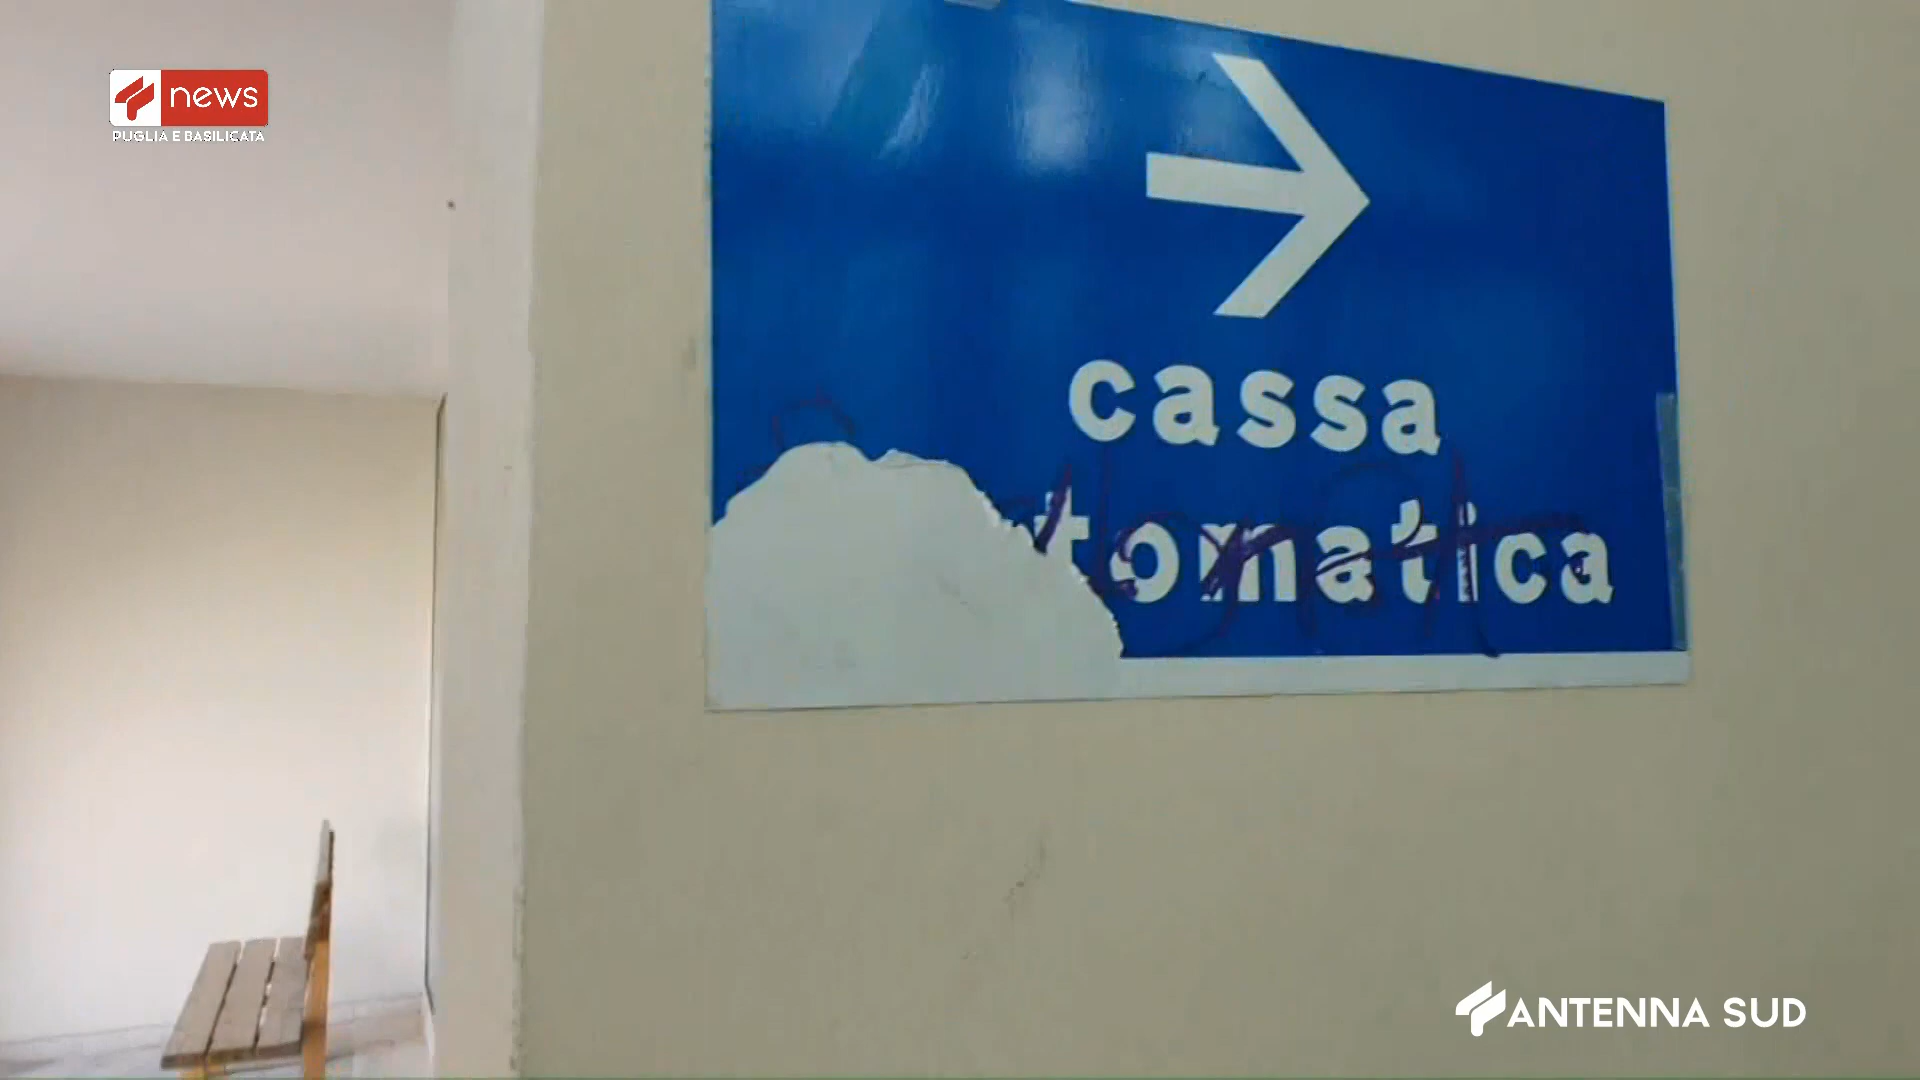 news
PUGLIA E BASILICATA
cassa
tomatica
ANTENNA SUD